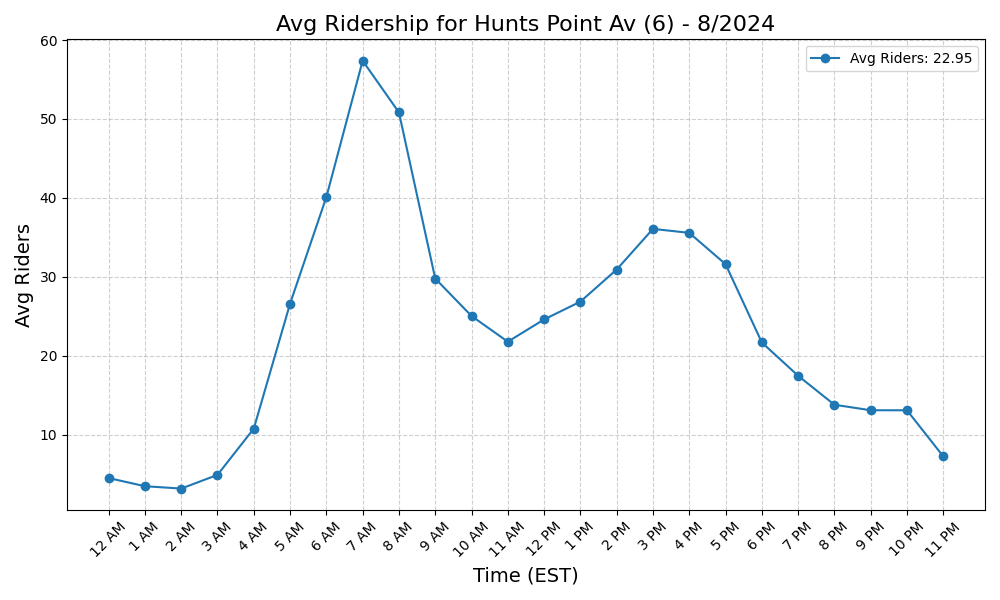 Avg Ridership for Hunts Point Av (6) - 8/2024
Avg Riders: 22.95
Avg Riders
60
50
40
30
20
10
12 AM
1 AM
2 AM
3 AM
4 AM
5 AM
6 AM
7 AM
8 AM
9 AM
10 AM
11 AM
12 PM
1 PM
2 PM
3 PM
4 PM
5 PM
6 PM
7 PM
8 PM
9 PM
10 PM
11 PM
Time (EST)